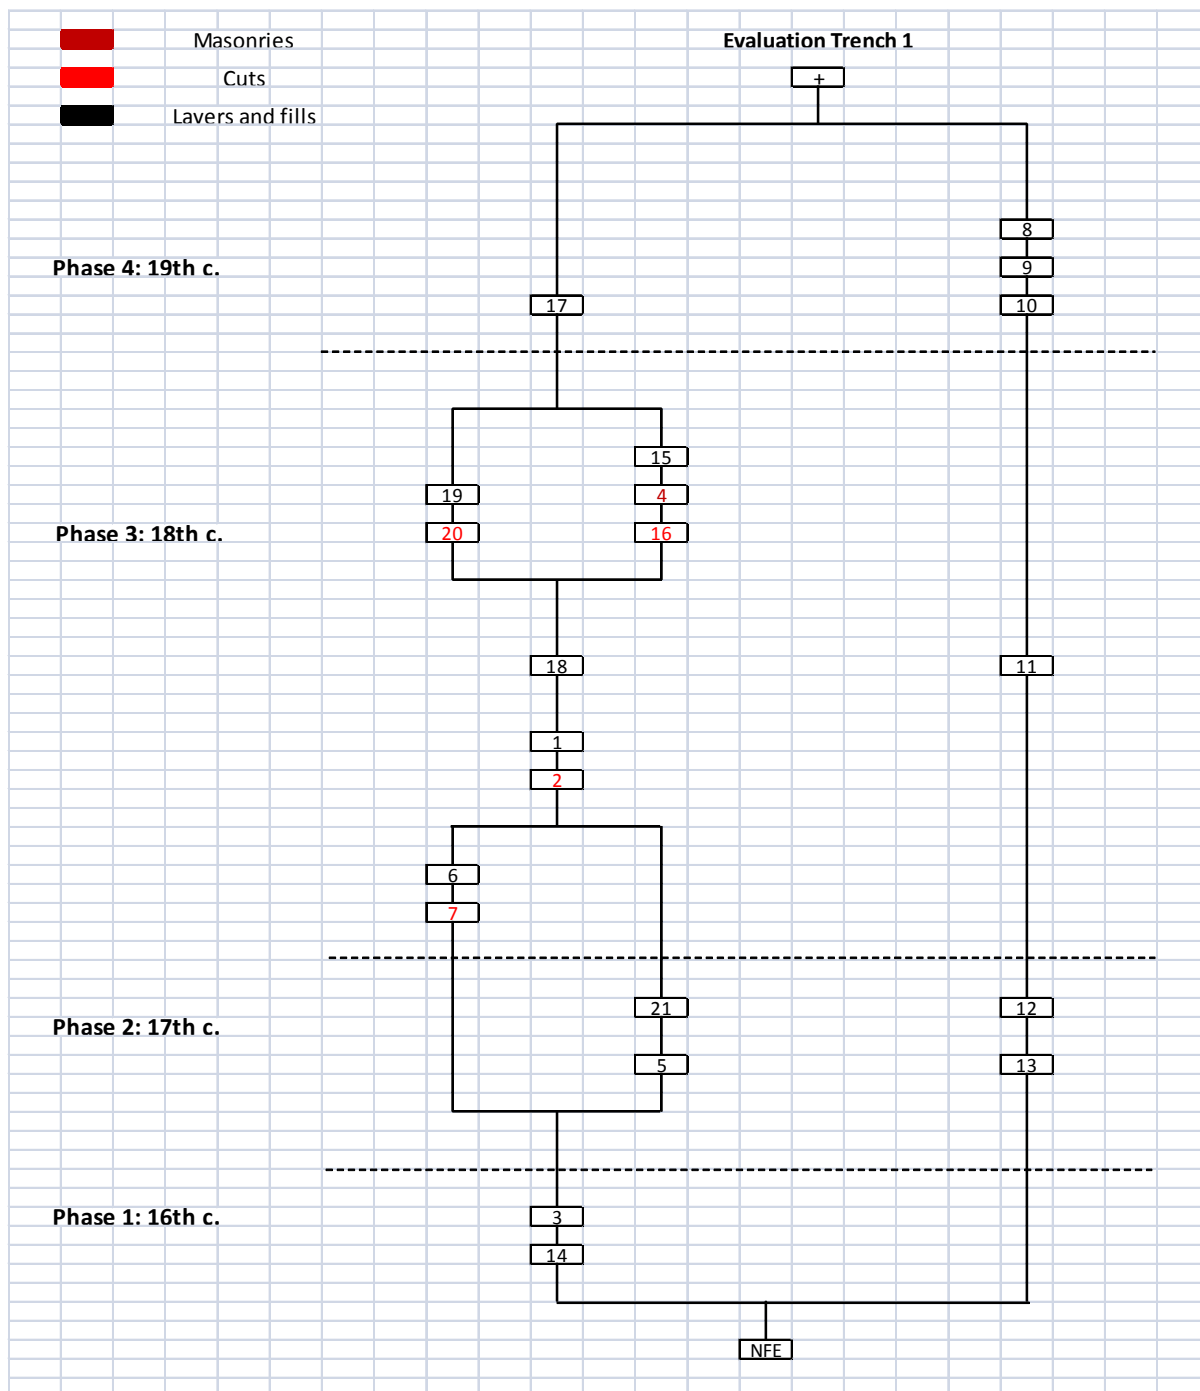 Masonries
Evaluation Trench 1
Cuts
+
Layers and fills
8
Phase 4: 19th c.
9
17
10
15
19
4
Phase 3: 18th c.
20
16
18
11
1
2
6
7
21
12
Phase 2: 17th c.
5
13
Phase 1: 16th c.
3
14
NFE